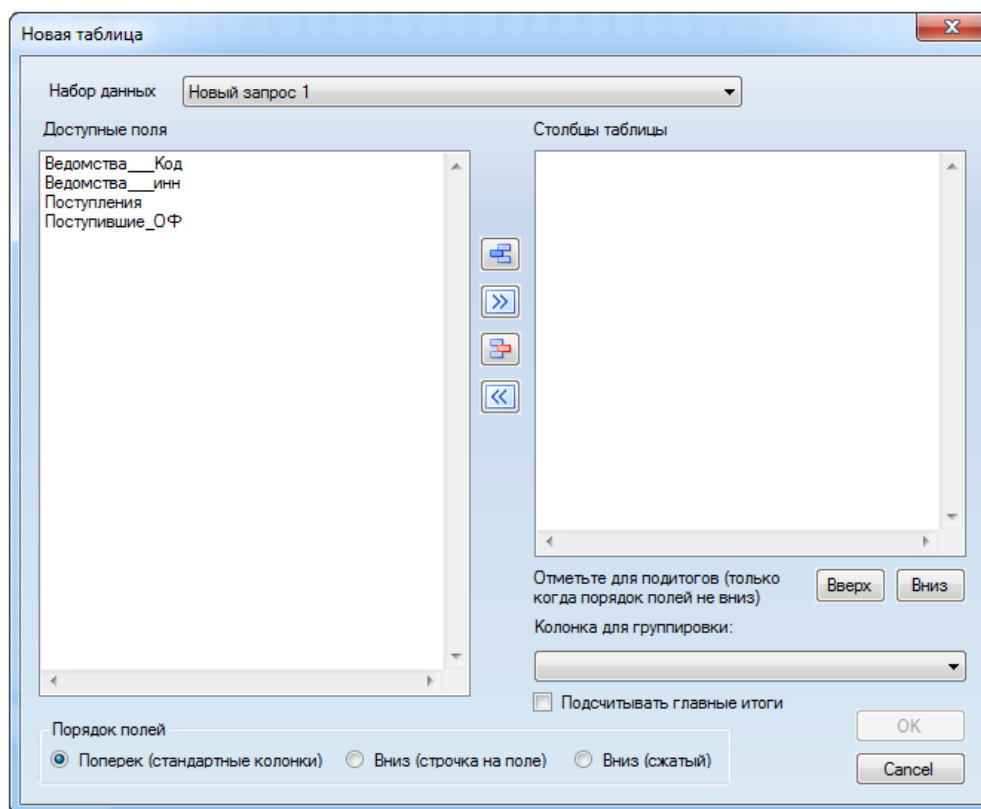 Новая таблица
Набор данных
Новый запрос 1
Доступные поля
Столбцы таблицы
Ведомства___Код
Ведомства___инн
Поступления
Поступившие_ОФ
Отметьте для подитогов (только
когда порядок полей не вниз)
Вверх
Вниз
Колонка для группировки:
Подсчитывать главные итоги
Порядок полей
Поперек (стандартные колонки)
Вниз (строчка на поле)
Вниз (сжатый)
OK
Cancel